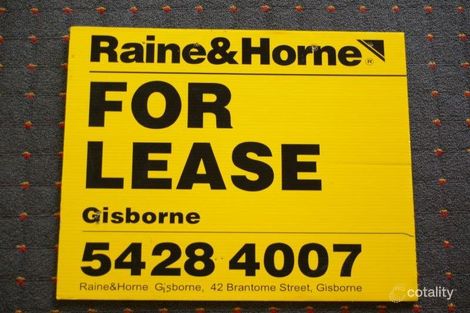 Raine&Horne®
FOR
LEASE
Gisborne
5428 4007
Raine&Horne Gisborne, 42 Brantome Street, Gisborne
cotality